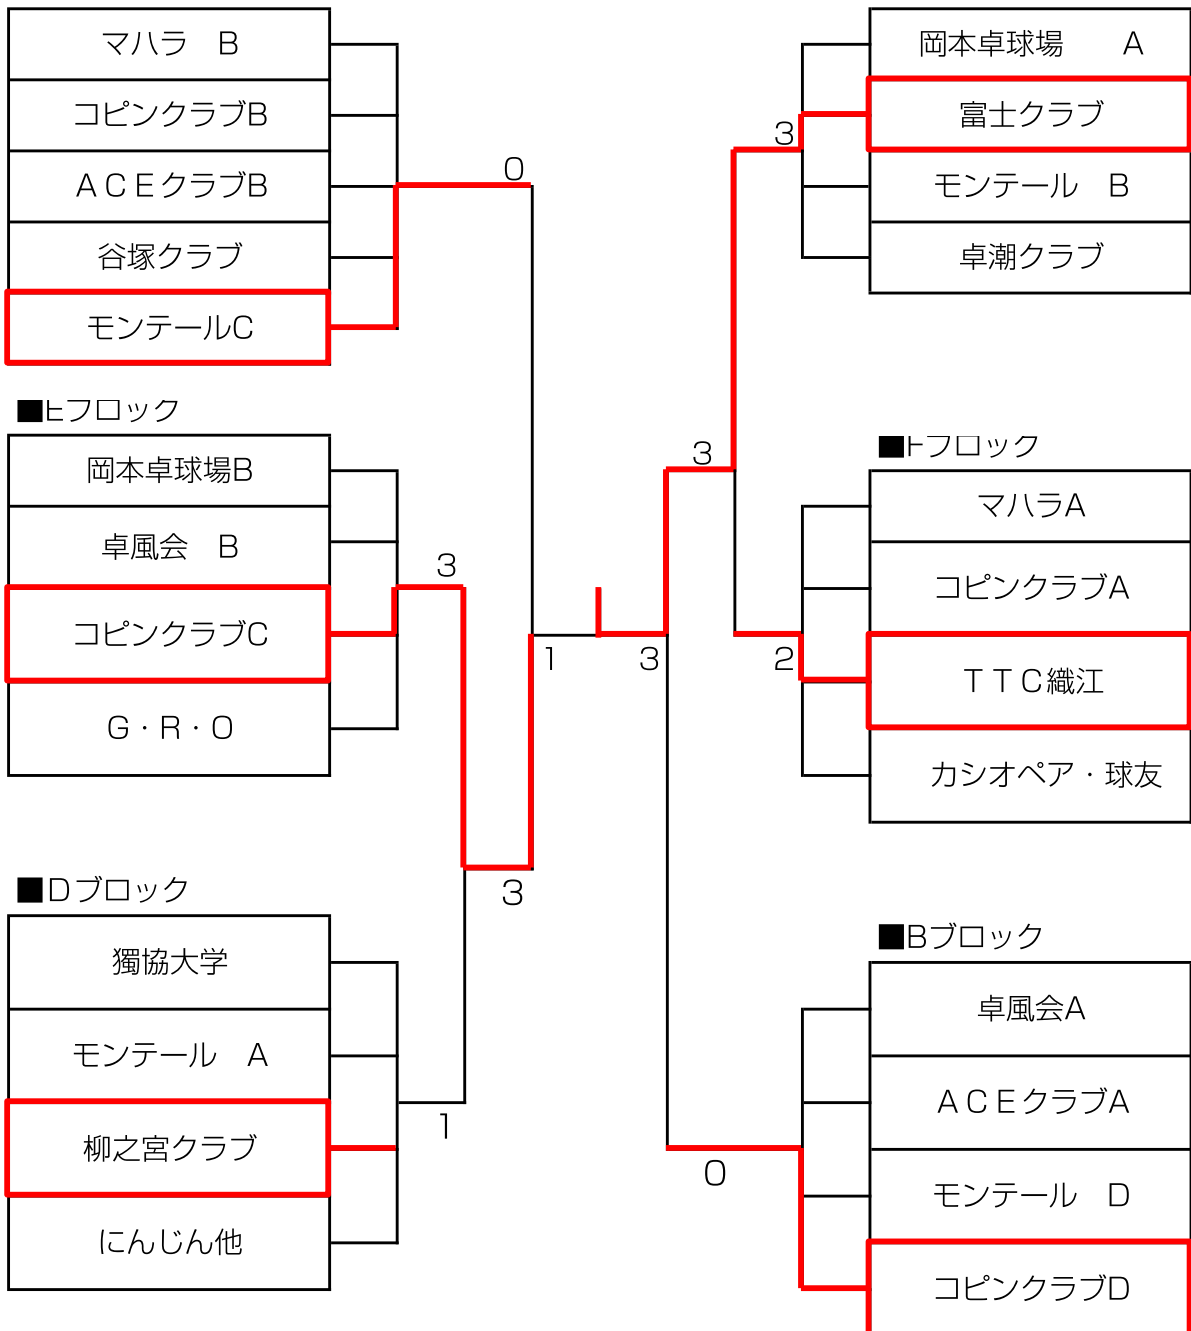 マハラ　B
コピンクラブB
ACEクラブB
谷塚クラブ
モンテールC
0
■Eブロック
岡本卓球場B
卓風会　B
コピンクラブC
G・R・O
3
■Dブロック
獨協大学
モンテール　A
柳之宮クラブ
にんじん他
1
3
1
3
岡本卓球場　　A
富士クラブ
モンテール　B
卓潮クラブ
3
3
■Fブロック
マハラA
コピンクラブA
TTC織江
カシオペア・球友
2
■Bブロック
卓風会A
ACEクラブA
モンテール　D
コピンクラブD
0